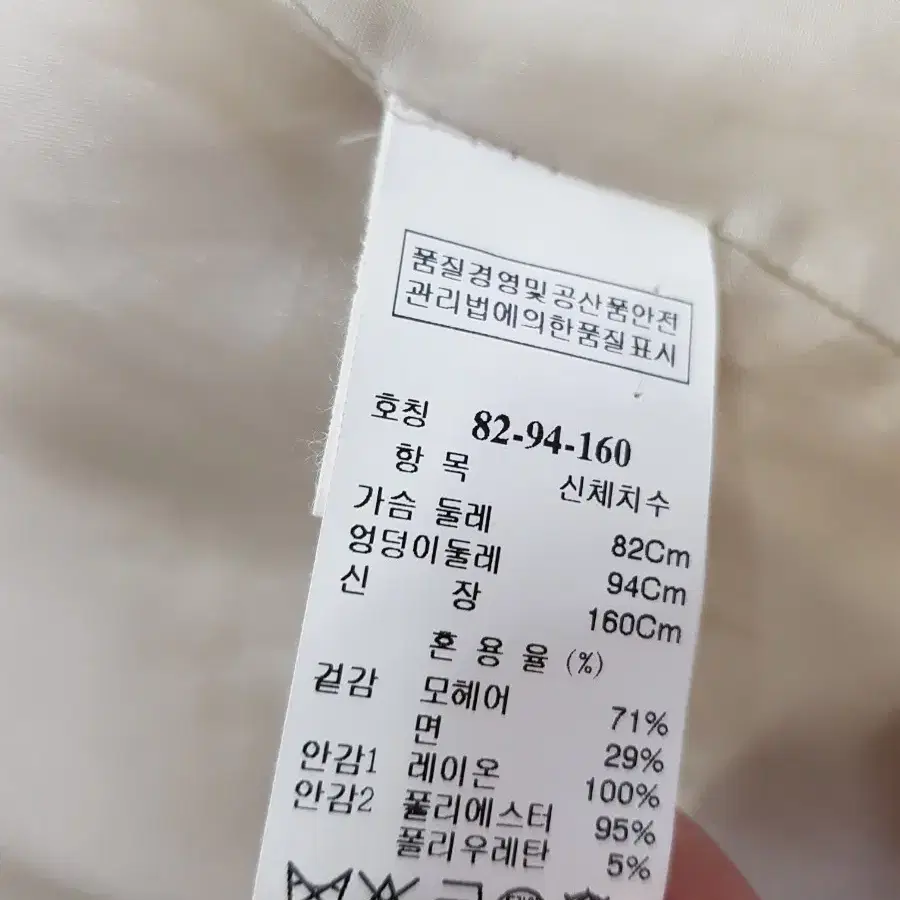 품질경영및공산품안전
관리법에의한품질표시
호칭 82-94-160
항 목 신체치수
가슴 둘레 82Cm
엉덩이둘레 94Cm
신 장 160Cm
혼 용 율 (%)
겉감 모헤어 71%
면 29%
안감1 레이온 100%
안감2 폴리에스터 95%
폴리우레탄 5%